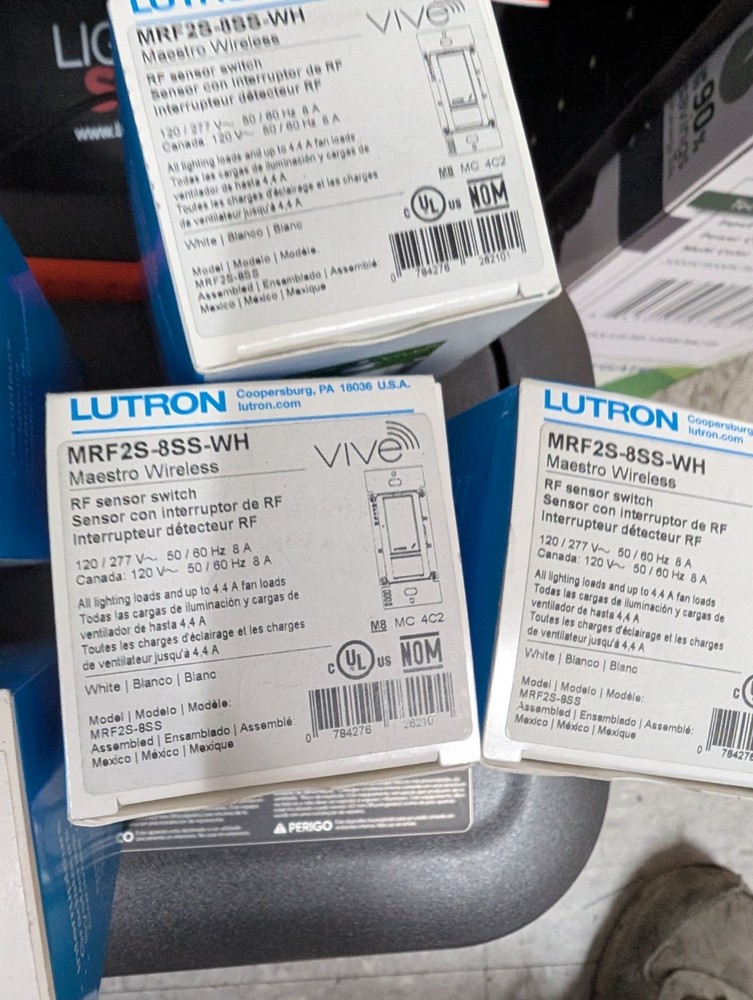 LUTRON
MRF2S-8SS-WH
Maestro Wireless
vive
RF sensor switch
Sensor con interruptor de RF
Interrupteur détecteur RF
120 / 277 V~ 50 / 60 Hz 8 A
Canada: 120 V~ 50 / 60 Hz 8 A
All lighting loads and up to 4.4 A fan loads
Todas las cargas de iluminación y cargas de
ventilador de hasta 4,4 A
Toutes les charges d'éclairage et les charges
de ventilateur jusqu'à 4,4 A
M8 MC 4C2
c UL us NOM
White | Blanco | Blanc
Model | Modelo | Modèle:
MRF2S-8SS
Assembled | Ensamblado | Assemblé:
Mexico | México | Mexique
0 784276 26210
LUTRON Coopersburg, PA 18036 U.S.A.
lutron.com
MRF2S-8SS-WH
Maestro Wireless
vive
RF sensor switch
Sensor con interruptor de RF
Interrupteur détecteur RF
120 / 277 V~ 50 / 60 Hz 8 A
Canada: 120 V~ 50 / 60 Hz 8 A
All lighting loads and up to 4.4 A fan loads
Todas las cargas de iluminación y cargas de
ventilador de hasta 4,4 A
Toutes les charges d'éclairage et les charges
de ventilateur jusqu'à 4,4 A
M8 MC 4C2
c UL us NOM
White | Blanco | Blanc
Model | Modelo | Modèle:
MRF2S-8SS
Assembled | Ensamblado | Assemblé:
Mexico | México | Mexique
0 784276 26210
LUTRON Coopersburg
lutron.com
MRF2S-8SS-WH
Maestro Wireless
RF sensor switch
Sensor con interruptor de RF
Interrupteur détecteur RF
120 / 277 V~ 50 / 60 Hz 8 A
Canada: 120 V~ 50 / 60 Hz 8 A
All lighting loads and up to 4.4 A fan loads
Todas las cargas de iluminación y cargas de
ventilador de hasta 4,4 A
Toutes les charges d'éclairage et les charges
de ventilateur jusqu'à 4,4 A
White | Blanco | Blanc
Model | Modelo | Modèle:
MRF2S-8SS
Assembled | Ensamblado | Assemblé:
Mexico | México | Mexique
0 784276
PERIGO
LIG
www.
90